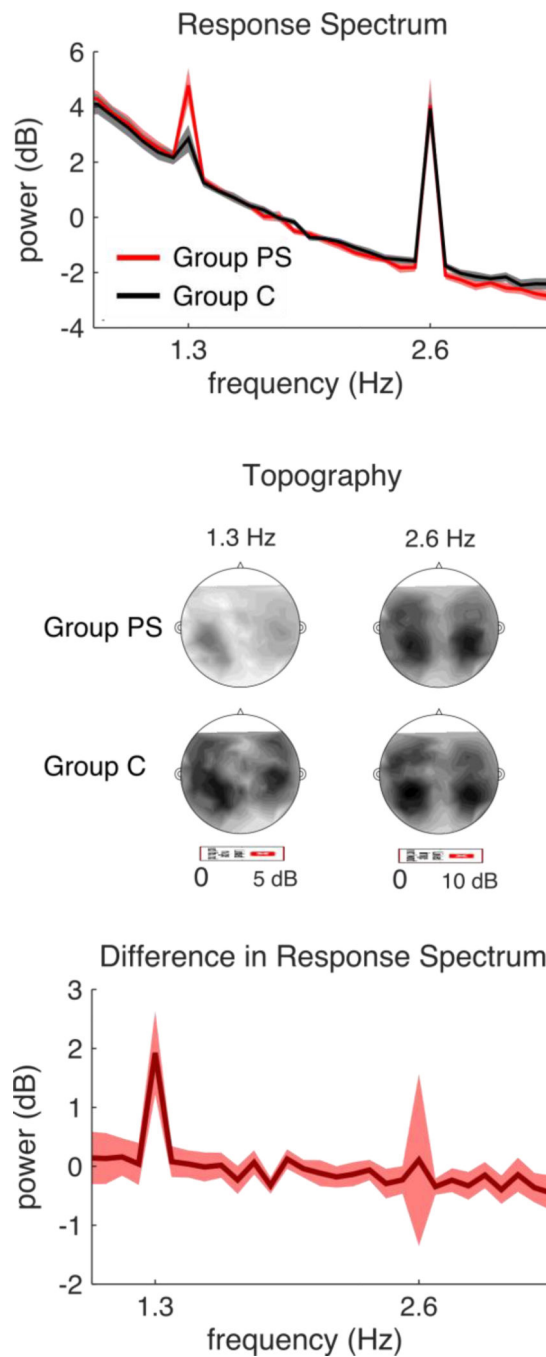 Response Spectrum
6
4
2
0
-2
-4
power (dB)
Group PS
Group C
1.3 2.6
frequency (Hz)
Topography
1.3 Hz 2.6 Hz
Group PS
Group C
0 5 dB 0 10 dB
Difference in Response Spectrum
3
2
1
0
-1
-2
power (dB)
1.3 2.6
frequency (Hz)